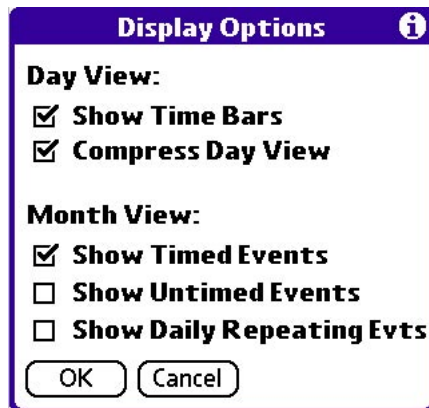 Display Options
Day View:
Show Time Bars
Compress Day View
Month View:
Show Timed Events
Show Untimed Events
Show Daily Repeating Evts
OK Cancel